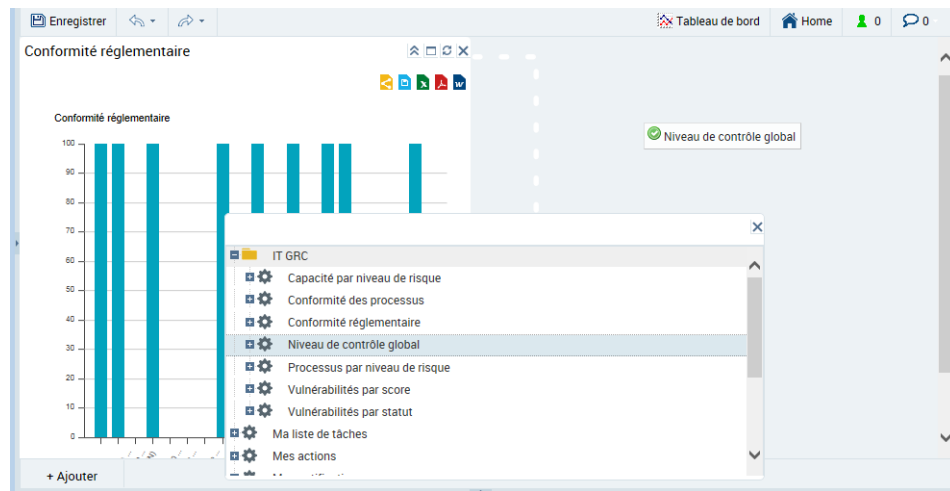 Enregistrer
Tableau de bord
Home
0
0
Conformité réglementaire
Conformité réglementaire
100
90
80
70
60
50
40
30
20
10
0
Niveau de contrôle global
IT GRC
Capacité par niveau de risque
Conformité des processus
Conformité réglementaire
Niveau de contrôle global
Processus par niveau de risque
Vulnérabilités par score
Vulnérabilités par statut
Ma liste de tâches
Mes actions
+ Ajouter